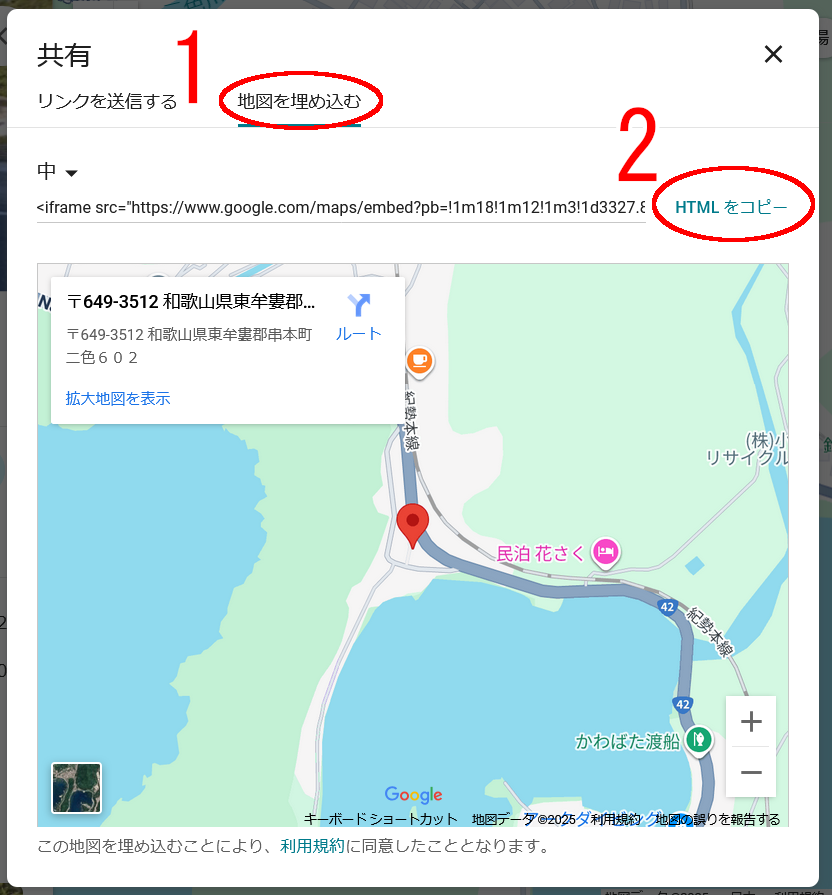 共有
1
リンクを送信する
地図を埋め込む
2
中
<iframe src="https://www.google.com/maps/embed?pb=!1m18!1m12!1m3!1d3327.8
HTML をコピー
〒649-3512 和歌山県東牟婁郡...
〒649-3512 和歌山県東牟婁郡串本町
二色６０２
ルート
拡大地図を表示
紀勢本線
(株)小
リサイクル
民泊 花さく
42
紀勢本線
42
かわばた渡船
Google
キーボード ショートカット
地図データ ©2025
利用規約
地図の誤りを報告する
この地図を埋め込むことにより、利用規約に同意したこととなります。